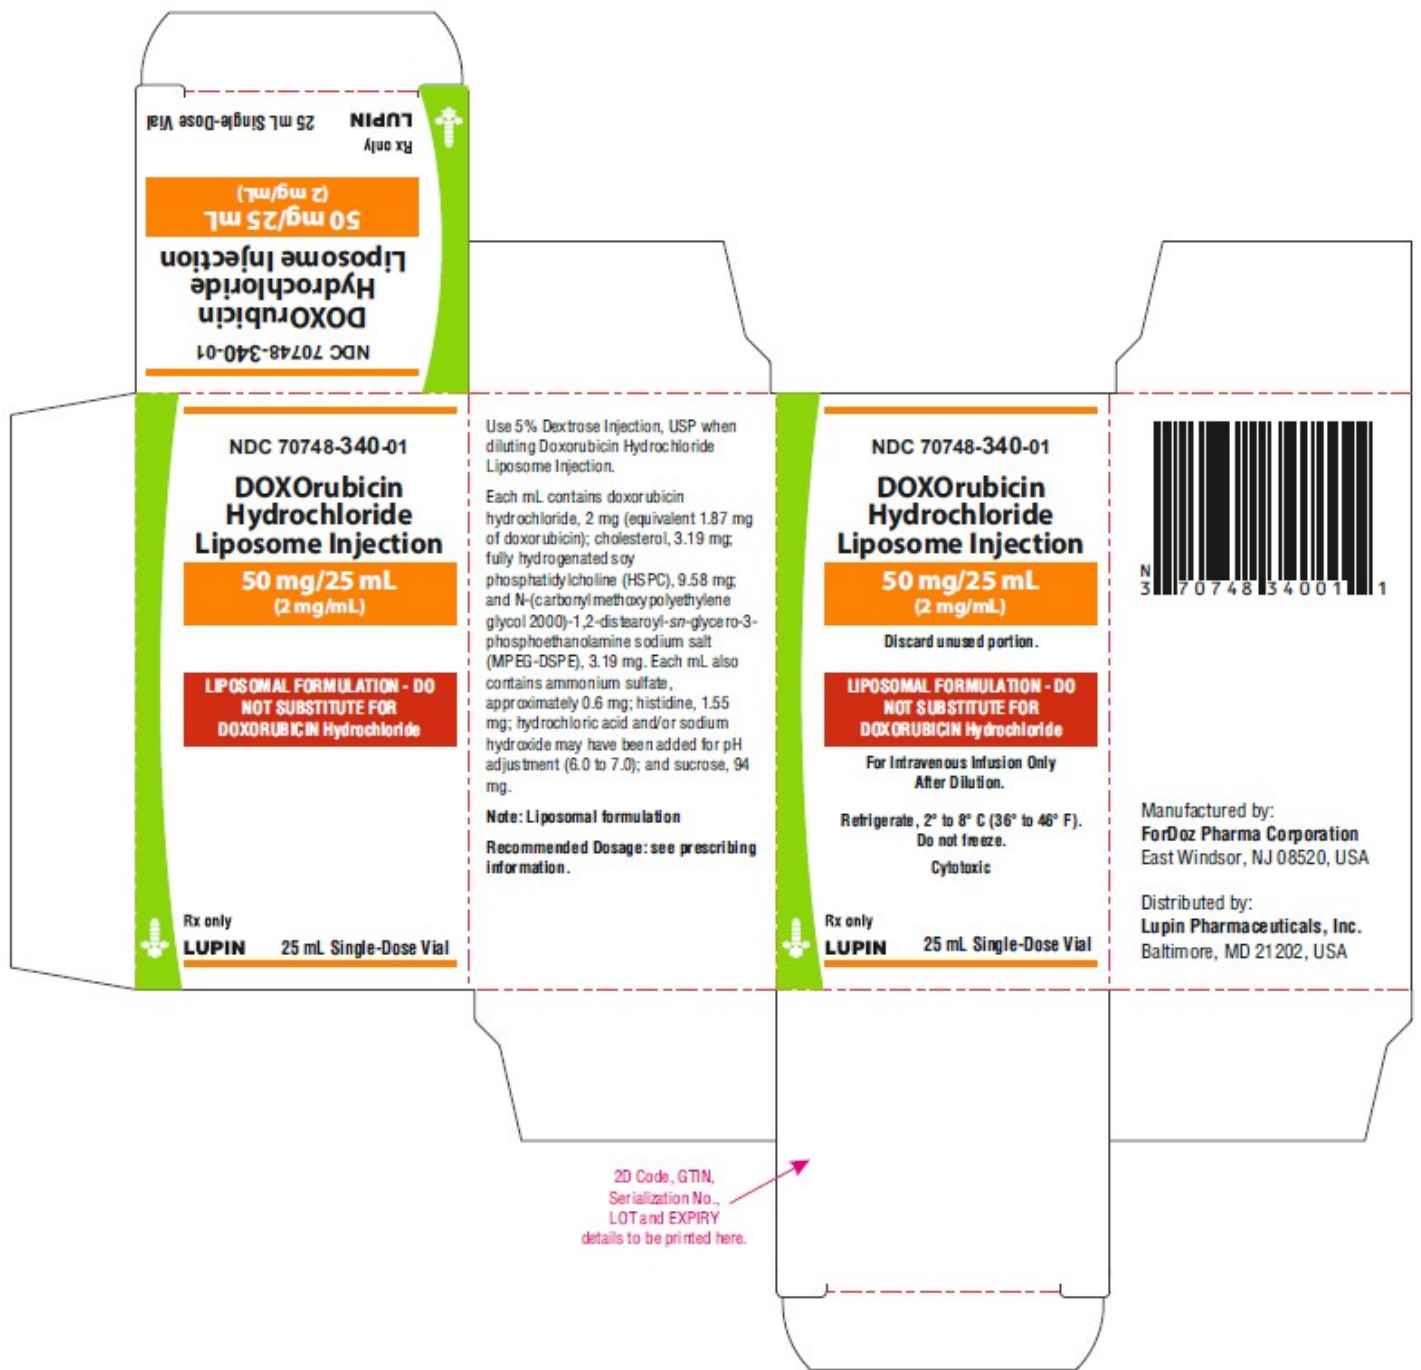 25 mL Single-Dose Vial
LUPIN
Rx only
50 mg/25 mL
(2 mg/mL)
DOXOrubicin
Hydrochloride
Liposome Injection
NDC 70748-340-01
NDC 70748-340-01
DOXOrubicin
Hydrochloride
Liposome Injection
50 mg/25 mL
(2 mg/mL)
LIPOSOMAL FORMULATION - DO
NOT SUBSTITUTE FOR
DOXORUBICIN Hydrochloride
Rx only
LUPIN 25 mL Single-Dose Vial
Use 5% Dextrose Injection, USP when
diluting Doxorubicin Hydrochloride
Liposome Injection.
Each mL contains doxorubicin
hydrochloride, 2 mg (equivalent 1.87 mg
of doxorubicin); cholesterol, 3.19 mg;
fully hydrogenated soy
phosphatidylcholine (HSPC), 9.58 mg;
and N-(carbonylmethoxypolyethylene
glycol 2000)-1,2-distearoyl-sn-glycero-3-
phosphoethanolamine sodium salt
(MPEG-DSPE), 3.19 mg. Each mL also
contains ammonium sulfate,
approximately 0.6 mg; histidine, 1.55
mg; hydrochloric acid and/or sodium
hydroxide may have been added for pH
adjustment (6.0 to 7.0); and sucrose, 94
mg.
Note: Liposomal formulation
Recommended Dosage: see prescribing
information.
NDC 70748-340-01
DOXOrubicin
Hydrochloride
Liposome Injection
50 mg/25 mL
(2 mg/mL)
Discard unused portion.
LIPOSOMAL FORMULATION - DO
NOT SUBSTITUTE FOR
DOXORUBICIN Hydrochloride
For Intravenous Infusion Only
After Dilution.
Refrigerate, 2° to 8° C (36° to 46° F).
Do not freeze.
Cytotoxic
Rx only
LUPIN 25 mL Single-Dose Vial
N
3 70748 34001 1
Manufactured by:
ForDoz Pharma Corporation
East Windsor, NJ 08520, USA
Distributed by:
Lupin Pharmaceuticals, Inc.
Baltimore, MD 21202, USA
2D Code, GTIN,
Serialization No.,
LOT and EXPIRY
details to be printed here.